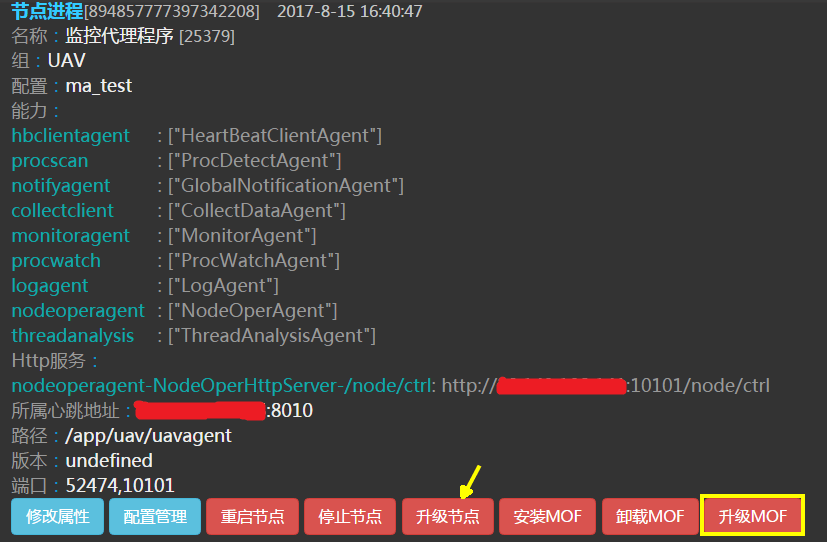 节点进程[894857777397342208] 2017-8-15 16:40:47
名称：监控代理程序 [25379]
组：UAV
配置：ma_test
能力：
hbclientagent : ["HeartBeatClientAgent"]
procscan : ["ProcDetectAgent"]
notifyagent : ["GlobalNotificationAgent"]
collectclient : ["CollectDataAgent"]
monitoragent : ["MonitorAgent"]
procwatch : ["ProcWatchAgent"]
logagent : ["LogAgent"]
nodeoperagent : ["NodeOperAgent"]
threadanalysis : ["ThreadAnalysisAgent"]
Http服务：
nodeoperagent-NodeOperHttpServer-/node/ctrl: http://:10101/node/ctrl
所属心跳地址：:8010
路径：/app/uav/uavagent
版本：undefined
端口：52474,10101
修改属性 配置管理 重启节点 停止节点 升级节点 安装MOF 卸载MOF 升级MOF